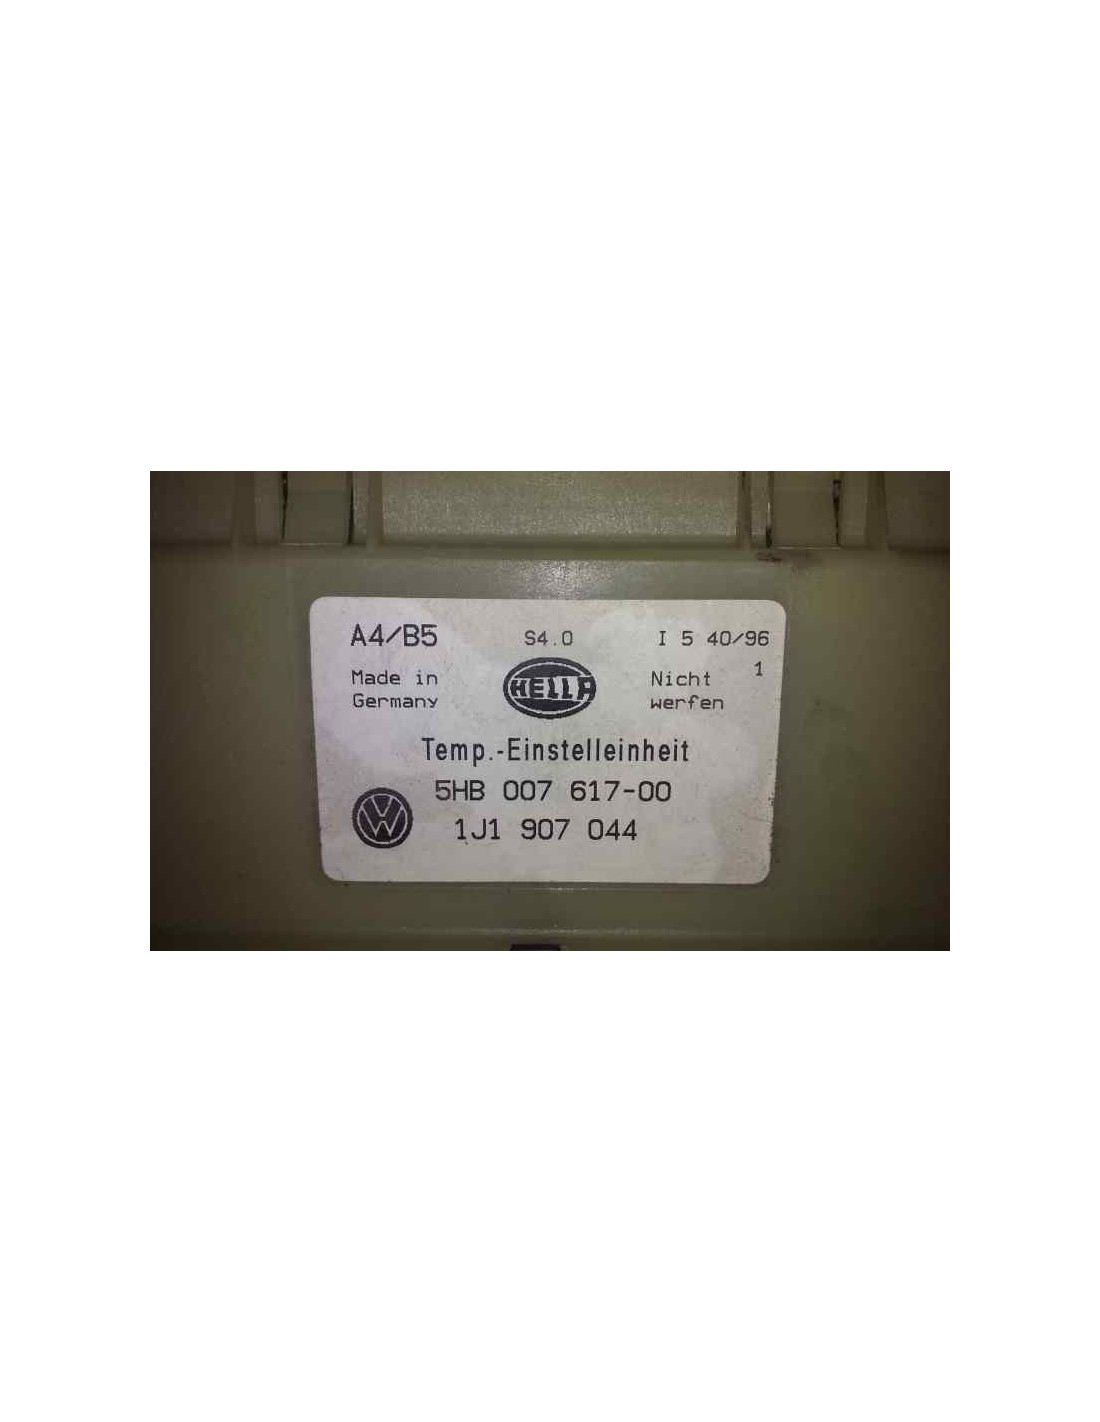 A4/B5 S4.0 I 5 40/96
1
Made in Nicht
Germany werfen
HELLA
Temp.-Einstelleinheit
5HB 007 617-00
1J1 907 044
VW